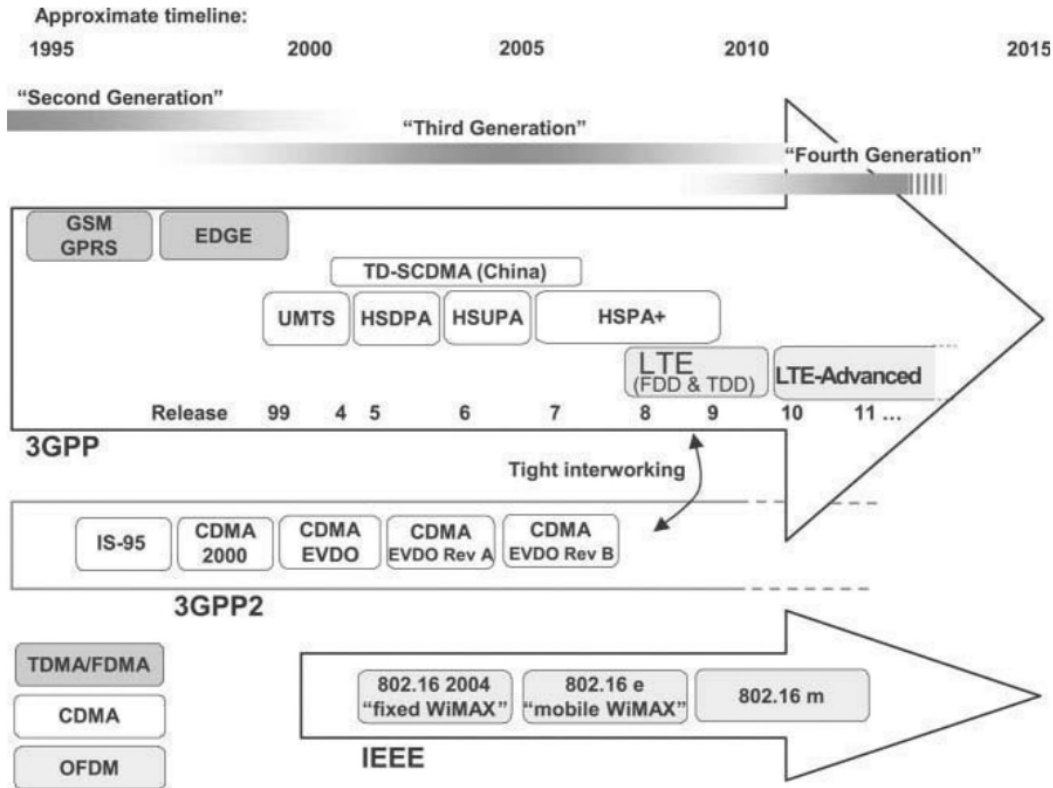 Approximate timeline:
1995 2000 2005 2010 2015
“Second Generation”
“Third Generation”
“Fourth Generation”
GSM
GPRS
EDGE
TD-SCDMA (China)
UMTS
HSDPA
HSUPA
HSPA+
LTE
(FDD & TDD)
LTE-Advanced
Release 99 4 5 6 7 8 9 10 11 ...
3GPP
Tight interworking
IS-95
CDMA
2000
CDMA
EVDO
CDMA
EVDO Rev A
CDMA
EVDO Rev B
3GPP2
TDMA/FDMA
CDMA
OFDM
802.16 2004
“fixed WiMAX”
802.16 e
“mobile WiMAX”
802.16 m
IEEE